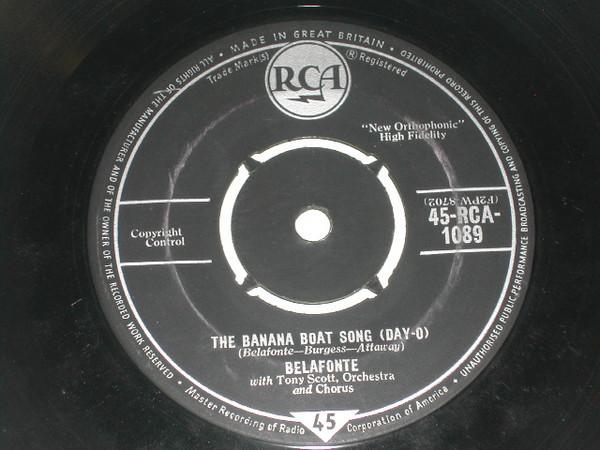 ALL RIGHTS OF THE MANUFACTURER AND OF THE OWNER OF THE RECORDED WORK RESERVED • MADE IN GREAT BRITAIN • UNAUTHORISED PUBLIC PERFORMANCE BROADCASTING AND COPYING OF THIS RECORD PROHIBITED
Trade Mark(s)
RCA
® Registered
"New Orthophonic"
High Fidelity
Copyright
Control
(F2PW-8702)
45-RCA-
1089
THE BANANA BOAT SONG (DAY-O)
(Belafonte—Burgess—Attaway)
BELAFONTE
with Tony Scott, Orchestra
and Chorus
Master Recording of Radio Corporation of America
45